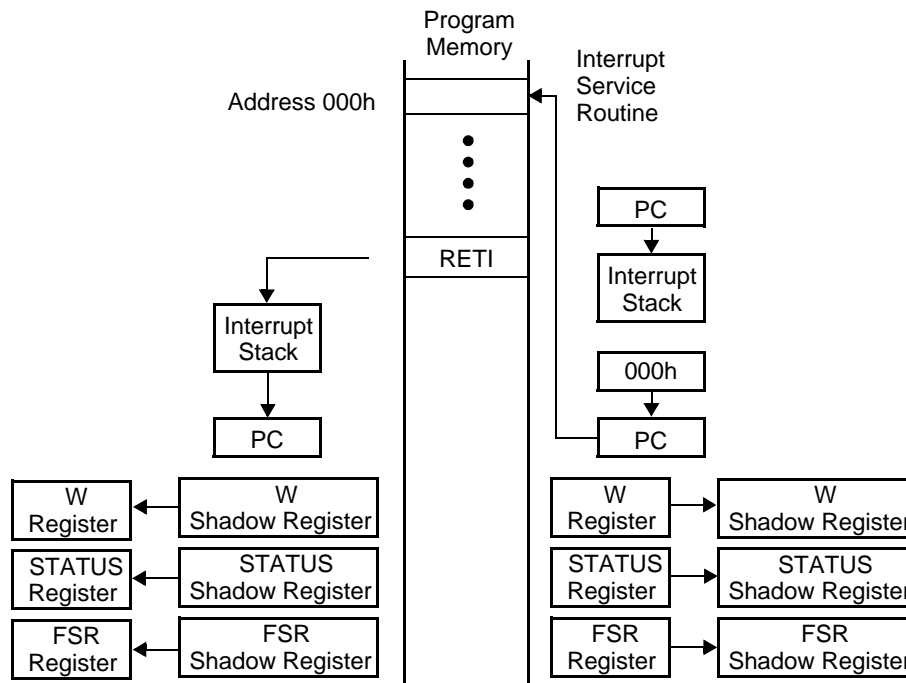 Program
Memory
Interrupt
Service
Routine
Address 000h
PC
RETI
Interrupt
Stack
Interrupt
Stack
000h
PC
PC
W
Register
W
Shadow Register
W
Register
W
Shadow Register
STATUS
Register
STATUS
Shadow Register
STATUS
Register
STATUS
Shadow Register
FSR
Register
FSR
Shadow Register
FSR
Register
FSR
Shadow Register